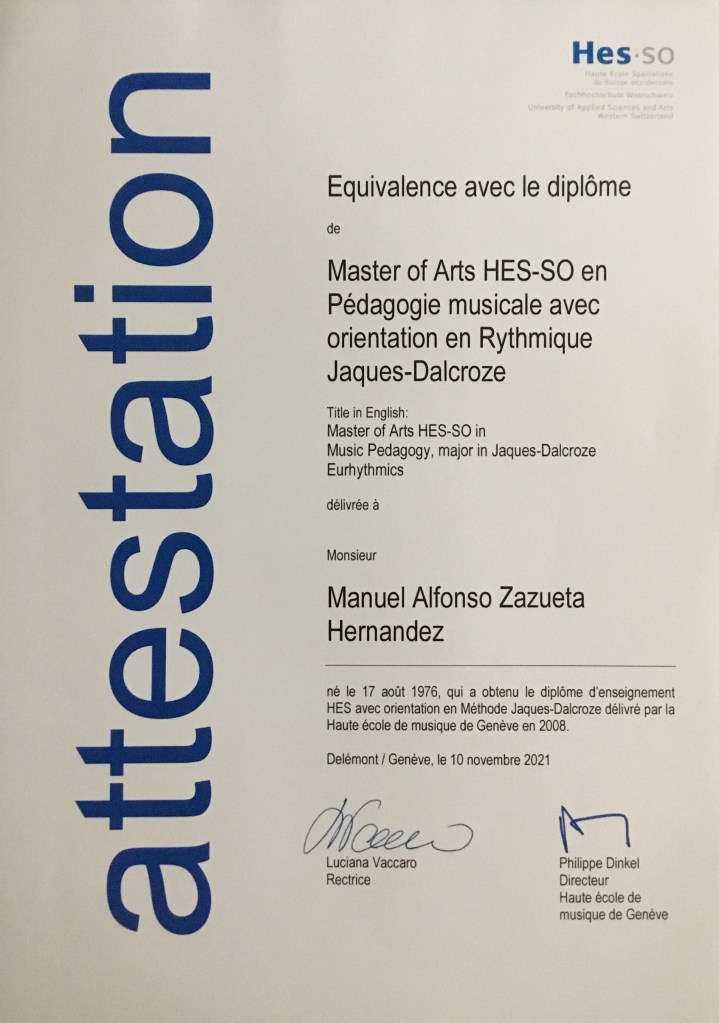 attestation
Hes·so
Haute Ecole Spécialisée
de Suisse occidentale
Fachhochschule Westschweiz
University of Applied Sciences and Arts
Western Switzerland
Equivalence avec le diplôme
de
Master of Arts HES-SO en
Pédagogie musicale avec
orientation en Rythmique
Jaques-Dalcroze
Title in English:
Master of Arts HES-SO in
Music Pedagogy, major in Jaques-Dalcroze
Eurhythmics
délivrée à
Monsieur
Manuel Alfonso Zazueta
Hernandez
né le 17 août 1976, qui a obtenu le diplôme d'enseignement
HES avec orientation en Méthode Jaques-Dalcroze délivré par la
Haute école de musique de Genève en 2008.
Delémont / Genève, le 10 novembre 2021
Luciana Vaccaro
Rectrice
Philippe Dinkel
Directeur
Haute école de
musique de Genève